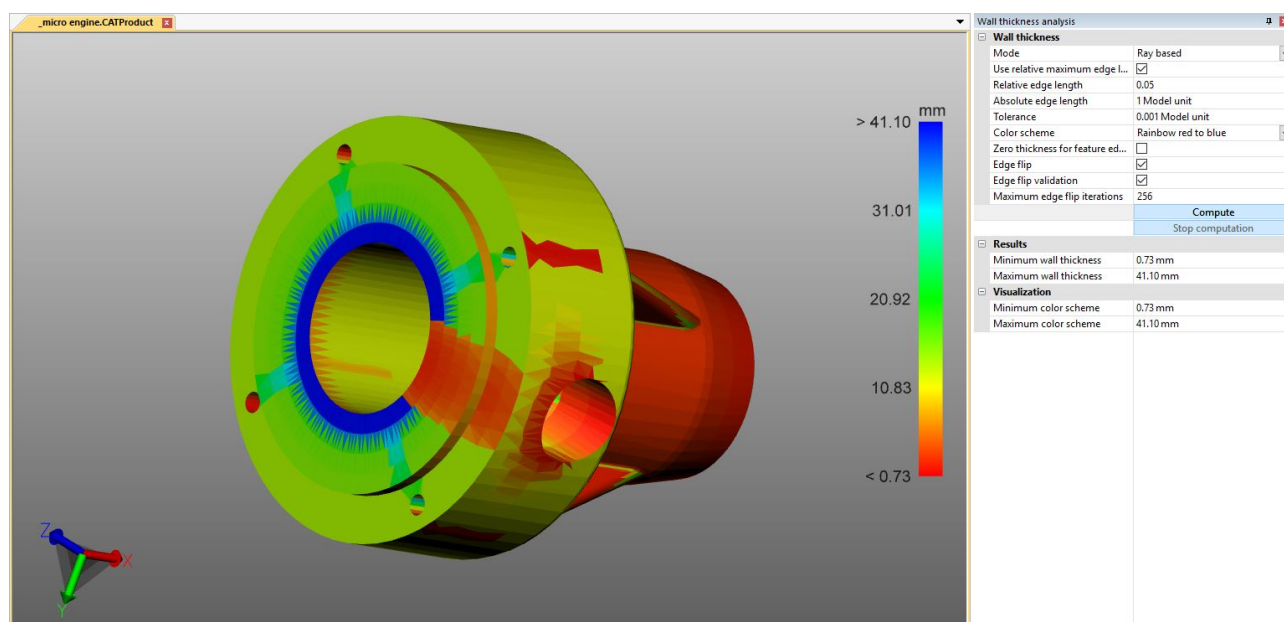 _micro engine.CATProduct
mm
> 41.10
31.01
20.92
10.83
< 0.73
Z
X
Y
Wall thickness analysis
Wall thickness
Mode Ray based
Use relative maximum edge l...
Relative edge length 0.05
Absolute edge length 1 Model unit
Tolerance 0.001 Model unit
Color scheme Rainbow red to blue
Zero thickness for feature ed...
Edge flip
Edge flip validation
Maximum edge flip iterations 256
Compute
Stop computation
Results
Minimum wall thickness 0.73 mm
Maximum wall thickness 41.10 mm
Visualization
Minimum color scheme 0.73 mm
Maximum color scheme 41.10 mm